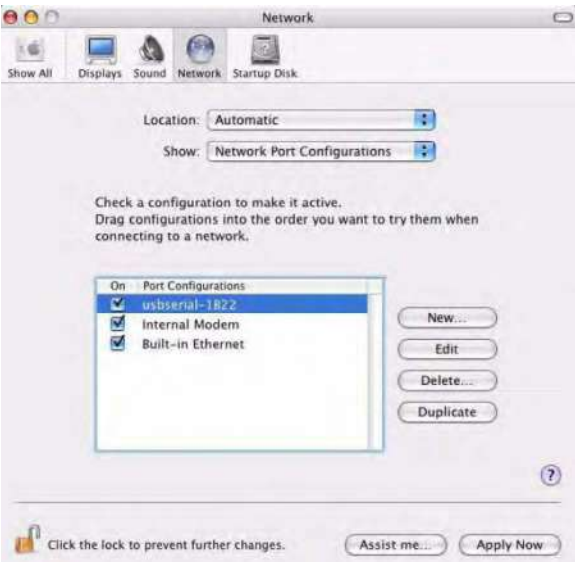 Network
Show All Displays Sound Network Startup Disk
Location: Automatic
Show: Network Port Configurations
Check a configuration to make it active.
Drag configurations into the order you want to try them when
connecting to a network.
On Port Configurations
usbserial-1822
Internal Modem
Built-in Ethernet
New...
Edit
Delete...
Duplicate
?
Click the lock to prevent further changes.
Assist me... Apply Now